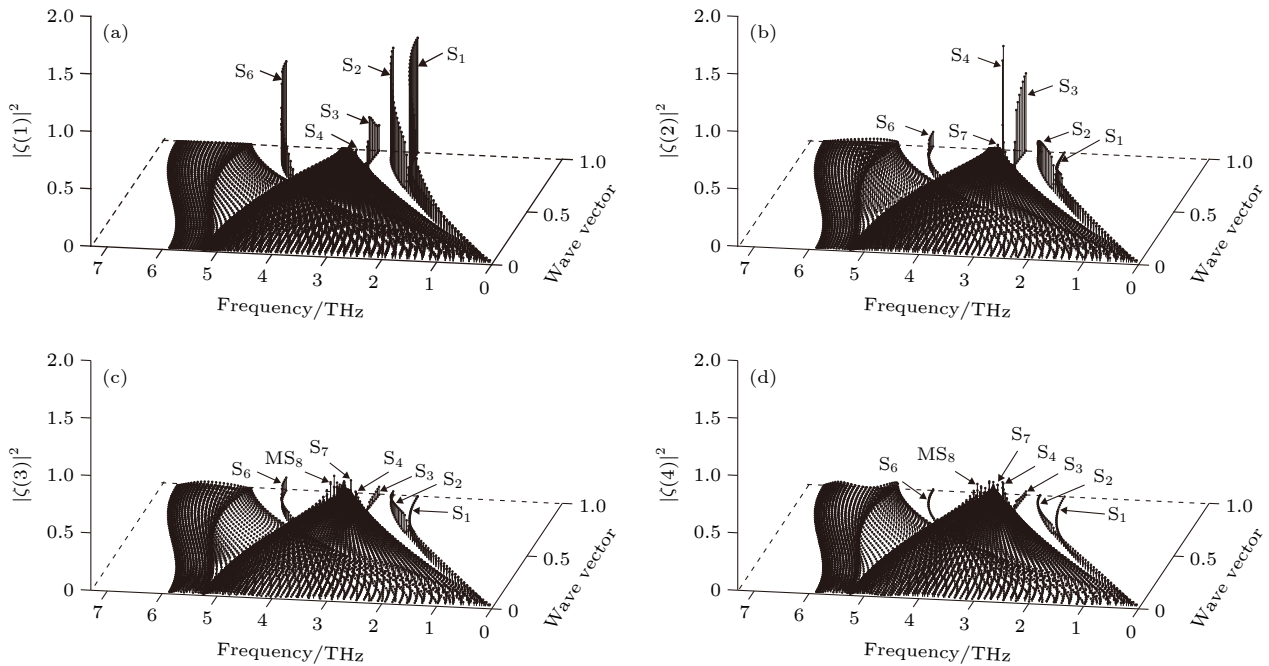 (a)
2.0
1.5
1.0
0.5
0
|ζ(1)|²
S₆
S₂
S₁
S₃
S₄
7
6
5
4
3
2
1
0
Frequency/THz
0
0.5
1.0
Wave vector
(b)
2.0
1.5
1.0
0.5
0
|ζ(2)|²
S₄
S₃
S₆
S₇
S₂
S₁
7
6
5
4
3
2
1
0
Frequency/THz
0
0.5
1.0
Wave vector
(c)
2.0
1.5
1.0
0.5
0
|ζ(3)|²
S₆
MS₈
S₇
S₄
S₃
S₂
S₁
7
6
5
4
3
2
1
0
Frequency/THz
0
0.5
1.0
Wave vector
(d)
2.0
1.5
1.0
0.5
0
|ζ(4)|²
S₆
MS₈
S₇
S₄
S₃
S₂
S₁
7
6
5
4
3
2
1
0
Frequency/THz
0
0.5
1.0
Wave vector